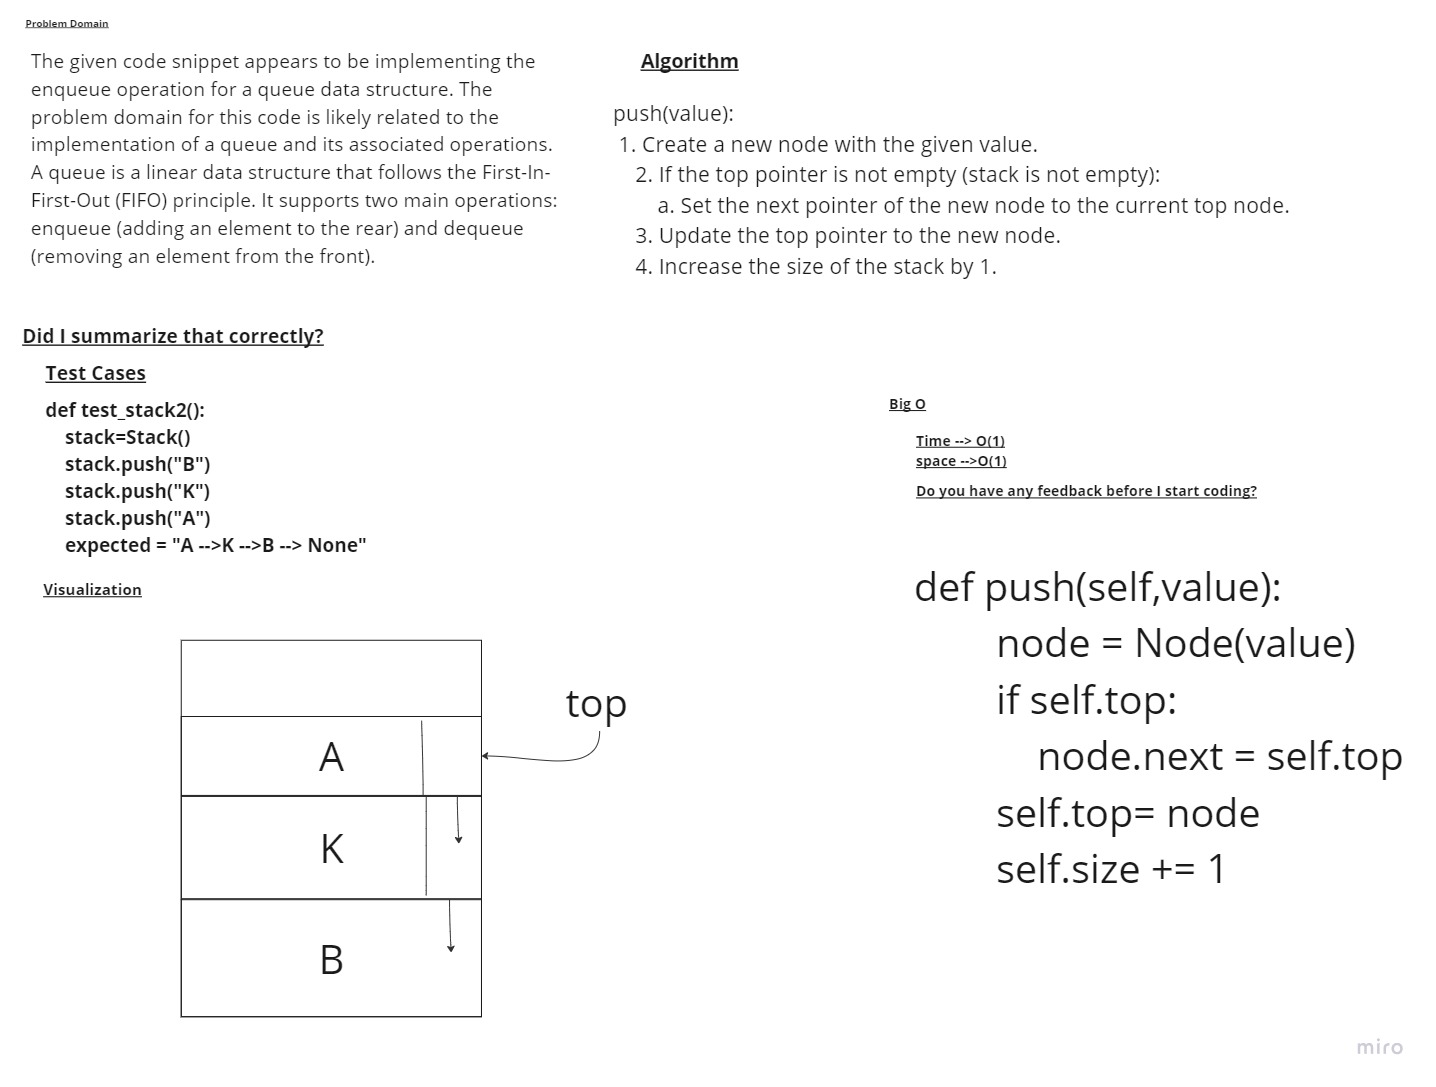 Problem Domain
The given code snippet appears to be implementing the
enqueue operation for a queue data structure. The
problem domain for this code is likely related to the
implementation of a queue and its associated operations.
A queue is a linear data structure that follows the First-In-
First-Out (FIFO) principle. It supports two main operations:
enqueue (adding an element to the rear) and dequeue
(removing an element from the front).
Algorithm
push(value):
1. Create a new node with the given value.
2. If the top pointer is not empty (stack is not empty):
a. Set the next pointer of the new node to the current top node.
3. Update the top pointer to the new node.
4. Increase the size of the stack by 1.
Did I summarize that correctly?
Test Cases
def test_stack2():
stack=Stack()
stack.push("B")
stack.push("K")
stack.push("A")
expected = "A -->K -->B --> None"
Big O
Time --> O(1)
space -->O(1)
Do you have any feedback before I start coding?
Visualization
top
A
K
B
def push(self,value):
node = Node(value)
if self.top:
node.next = self.top
self.top= node
self.size += 1
miro